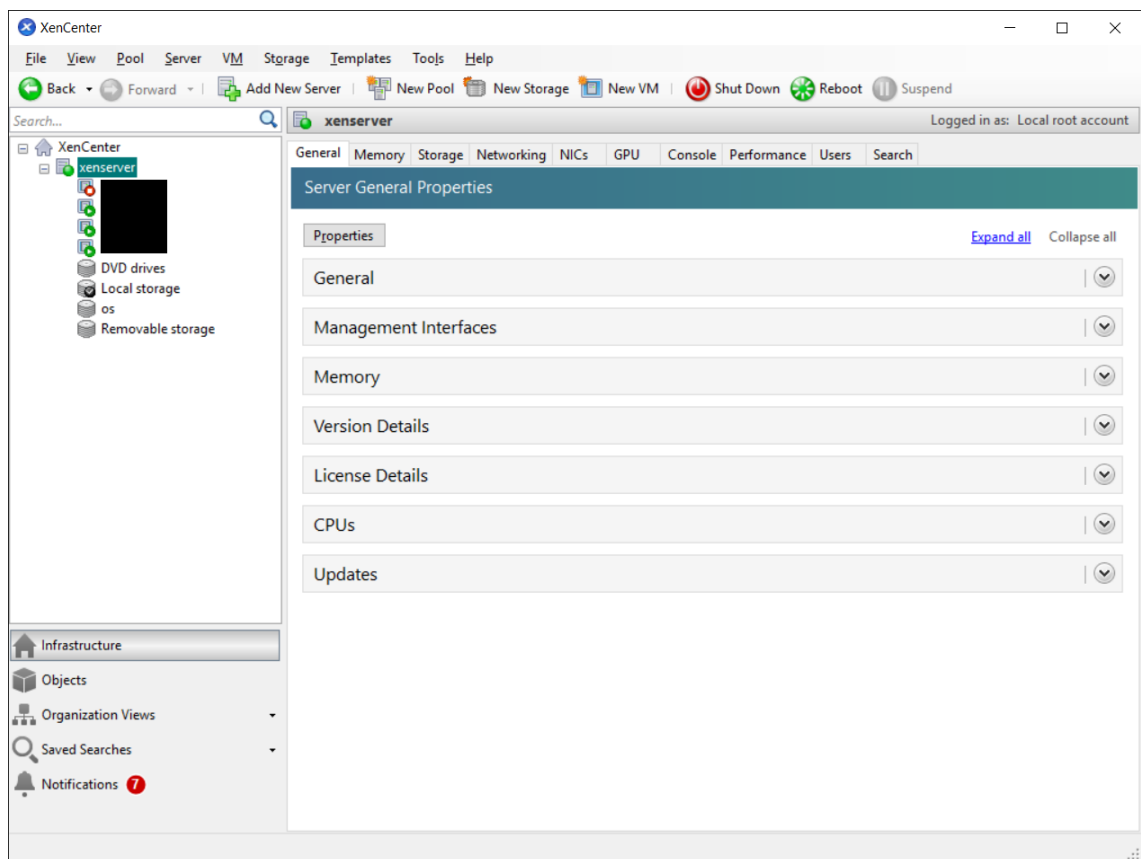 XenCenter
File View Pool Server VM Storage Templates Tools Help
Back Forward Add New Server New Pool New Storage New VM Shut Down Reboot Suspend
Search...
xenserver Logged in as: Local root account
XenCenter
xenserver
DVD drives
Local storage
os
Removable storage
General Memory Storage Networking NICs GPU Console Performance Users Search
Server General Properties
Properties Expand all Collapse all
General
Management Interfaces
Memory
Version Details
License Details
CPUs
Updates
Infrastructure
Objects
Organization Views
Saved Searches
Notifications 7